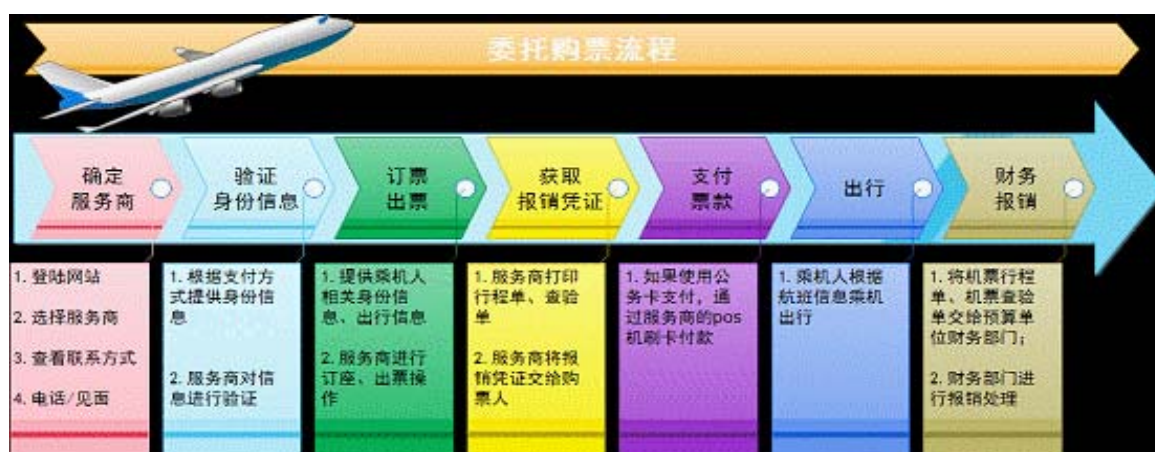 委托购票流程
确定
服务商
验证
身份信息
订票
出票
获取
报销凭证
支付
票款
出行
财务
报销
1. 登陆网站
2. 选择服务商
3. 查看联系方式
4. 电话/见面
1. 根据支付方
式提供身份信
息
2. 服务商对信
息进行验证
1. 提供乘机人
相关身份信
息、出行信息
2. 服务商进行
订座、出票操
作
1. 服务商打印
行程单、查验
单
2. 服务商将报
销凭证交给购
票人
1. 如果使用公
务卡支付，通
过服务商的pos
机刷卡付款
1. 乘机人根据
航班信息乘机
出行
1. 将机票行程
单、机票查验
单交给预算单
位财务部门；
2. 财务部门进
行报销处理